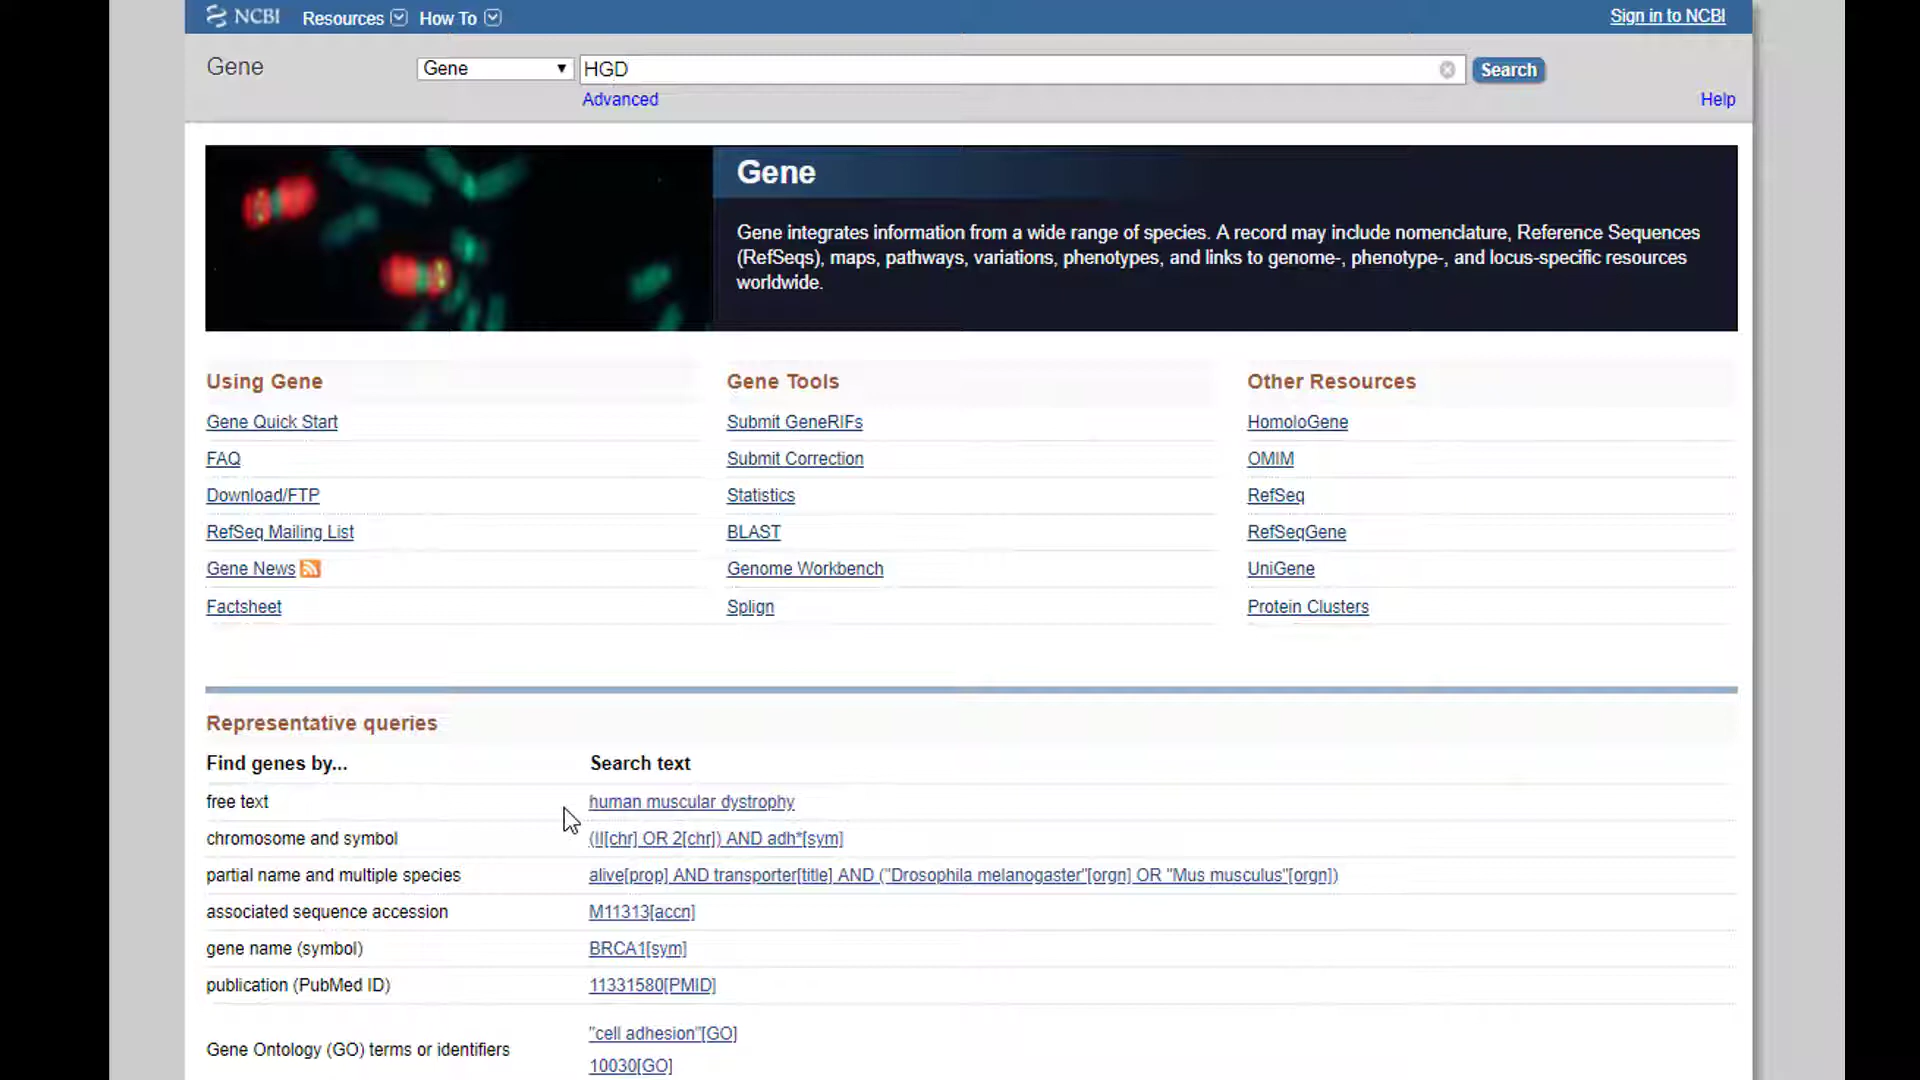 NCBI Resources How To Sign in to NCBI
Gene Gene HGD Search
Advanced Help
Gene
Gene integrates information from a wide range of species. A record may include nomenclature, Reference Sequences
(RefSeqs), maps, pathways, variations, phenotypes, and links to genome-, phenotype-, and locus-specific resources
worldwide.
Using Gene
Gene Quick Start
FAQ
Download/FTP
RefSeq Mailing List
Gene News
Factsheet
Gene Tools
Submit GeneRIFs
Submit Correction
Statistics
BLAST
Genome Workbench
Splign
Other Resources
HomoloGene
OMIM
RefSeq
RefSeqGene
UniGene
Protein Clusters
Representative queries
Find genes by... Search text
free text human muscular dystrophy
chromosome and symbol (II[chr] OR 2[chr]) AND adh*[sym]
partial name and multiple species alive[prop] AND transporter[title] AND ("Drosophila melanogaster"[orgn] OR "Mus musculus"[orgn])
associated sequence accession M11313[accn]
gene name (symbol) BRCA1[sym]
publication (PubMed ID) 11331580[PMID]
Gene Ontology (GO) terms or identifiers "cell adhesion"[GO]
10030[GO]